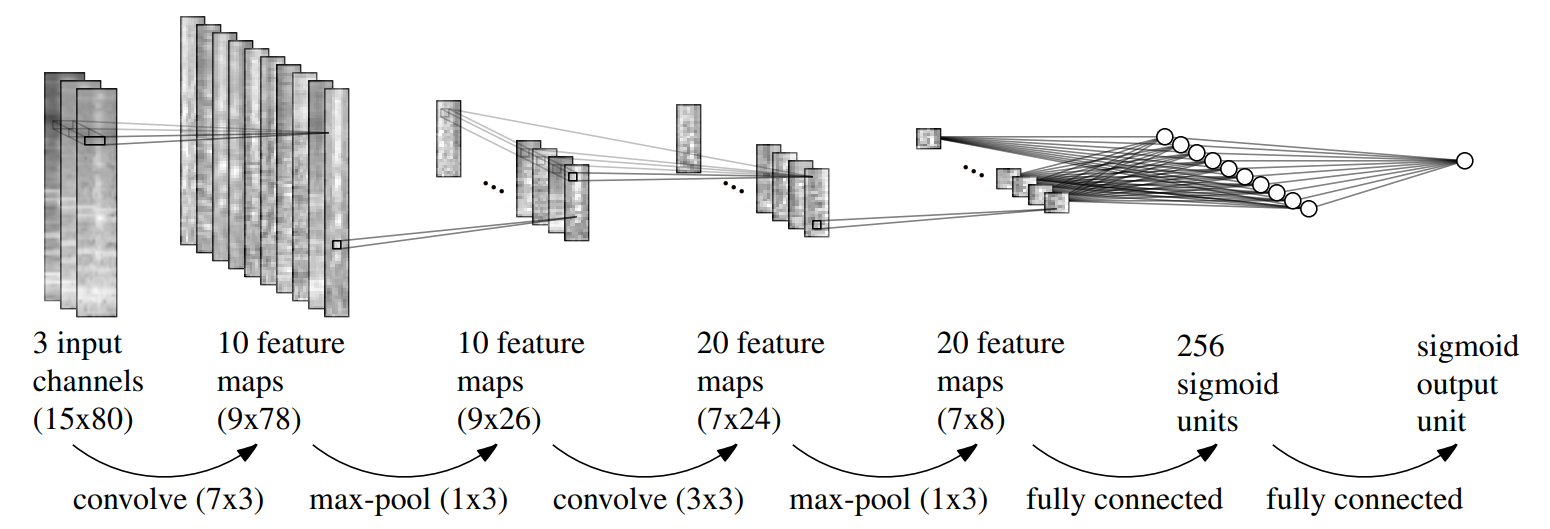 3 input
channels
(15x80)
10 feature
maps
(9x78)
10 feature
maps
(9x26)
20 feature
maps
(7x24)
20 feature
maps
(7x8)
256
sigmoid
units
sigmoid
output
unit
convolve (7x3)
max-pool (1x3)
convolve (3x3)
max-pool (1x3)
fully connected
fully connected